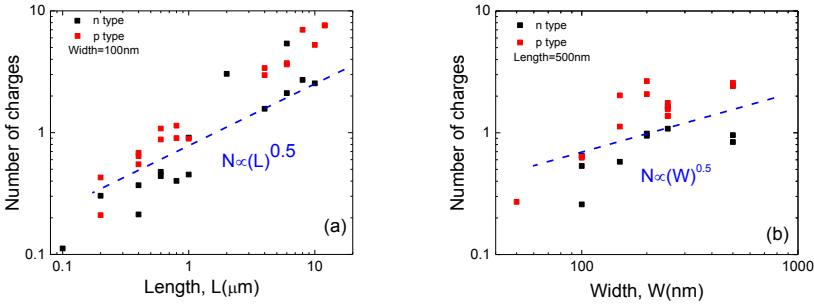 10
1
0.1
Number of charges
n type
p type
Width=100nm
N∝(L)^0.5
(a)
0.1
1
10
Length, L(μm)
10
1
0.1
Number of charges
n type
p type
Length=500nm
N∝(W)^0.5
(b)
100
1000
Width, W(nm)